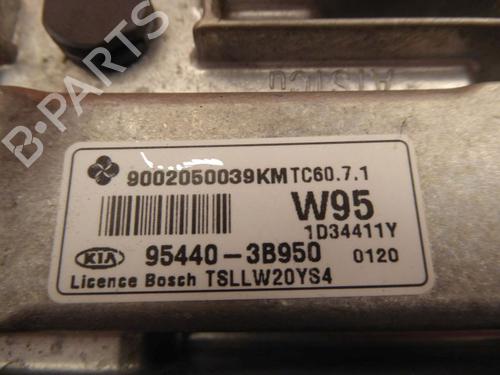 B-PARTS
9002050039KM TC60.7.1
W95
1D34411Y
KIA 95440-3B950 0120
Licence Bosch TSLLW20YS4